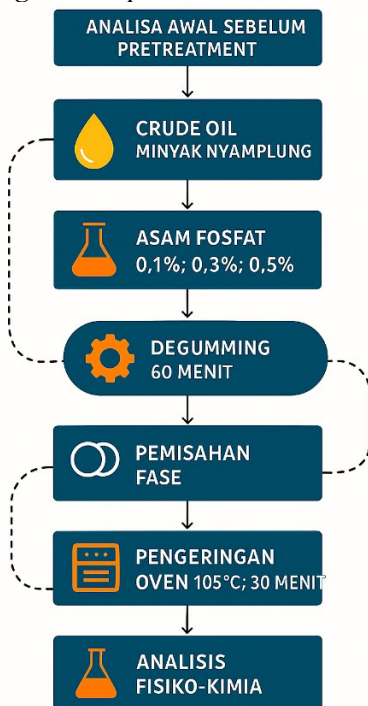 ANALISA AWAL SEBELUM
PRETREATMENT
CRUDE OIL
MINYAK NYAMPLUNG
ASAM FOSFAT
0,1%; 0,3%; 0,5%
DEGUMMING
60 MENIT
PEMISAHAN
FASE
PENGERINGAN
OVEN 105°C; 30 MENIT
ANALISIS
FISIKO-KIMIA